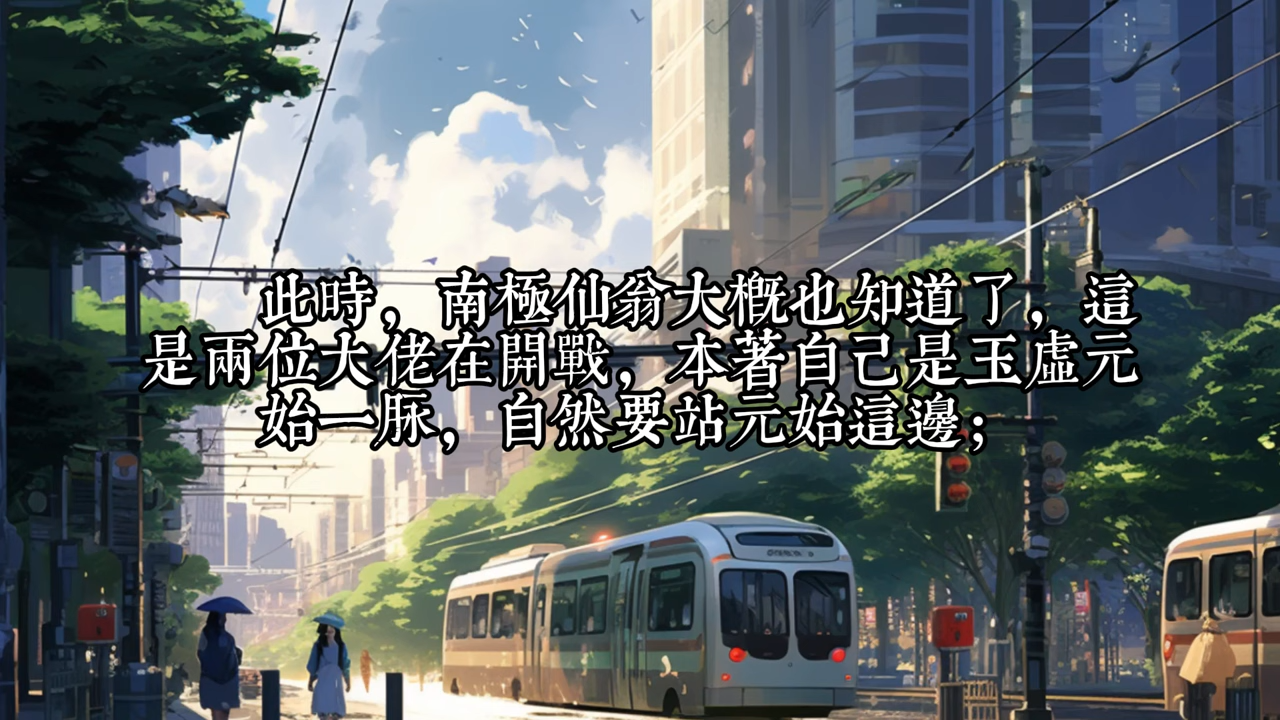 此時，南極仙翁大概也知道了，這
是兩位大佬在開戰，本著自己是玉虛元
始一脈，自然要站元始這邊；